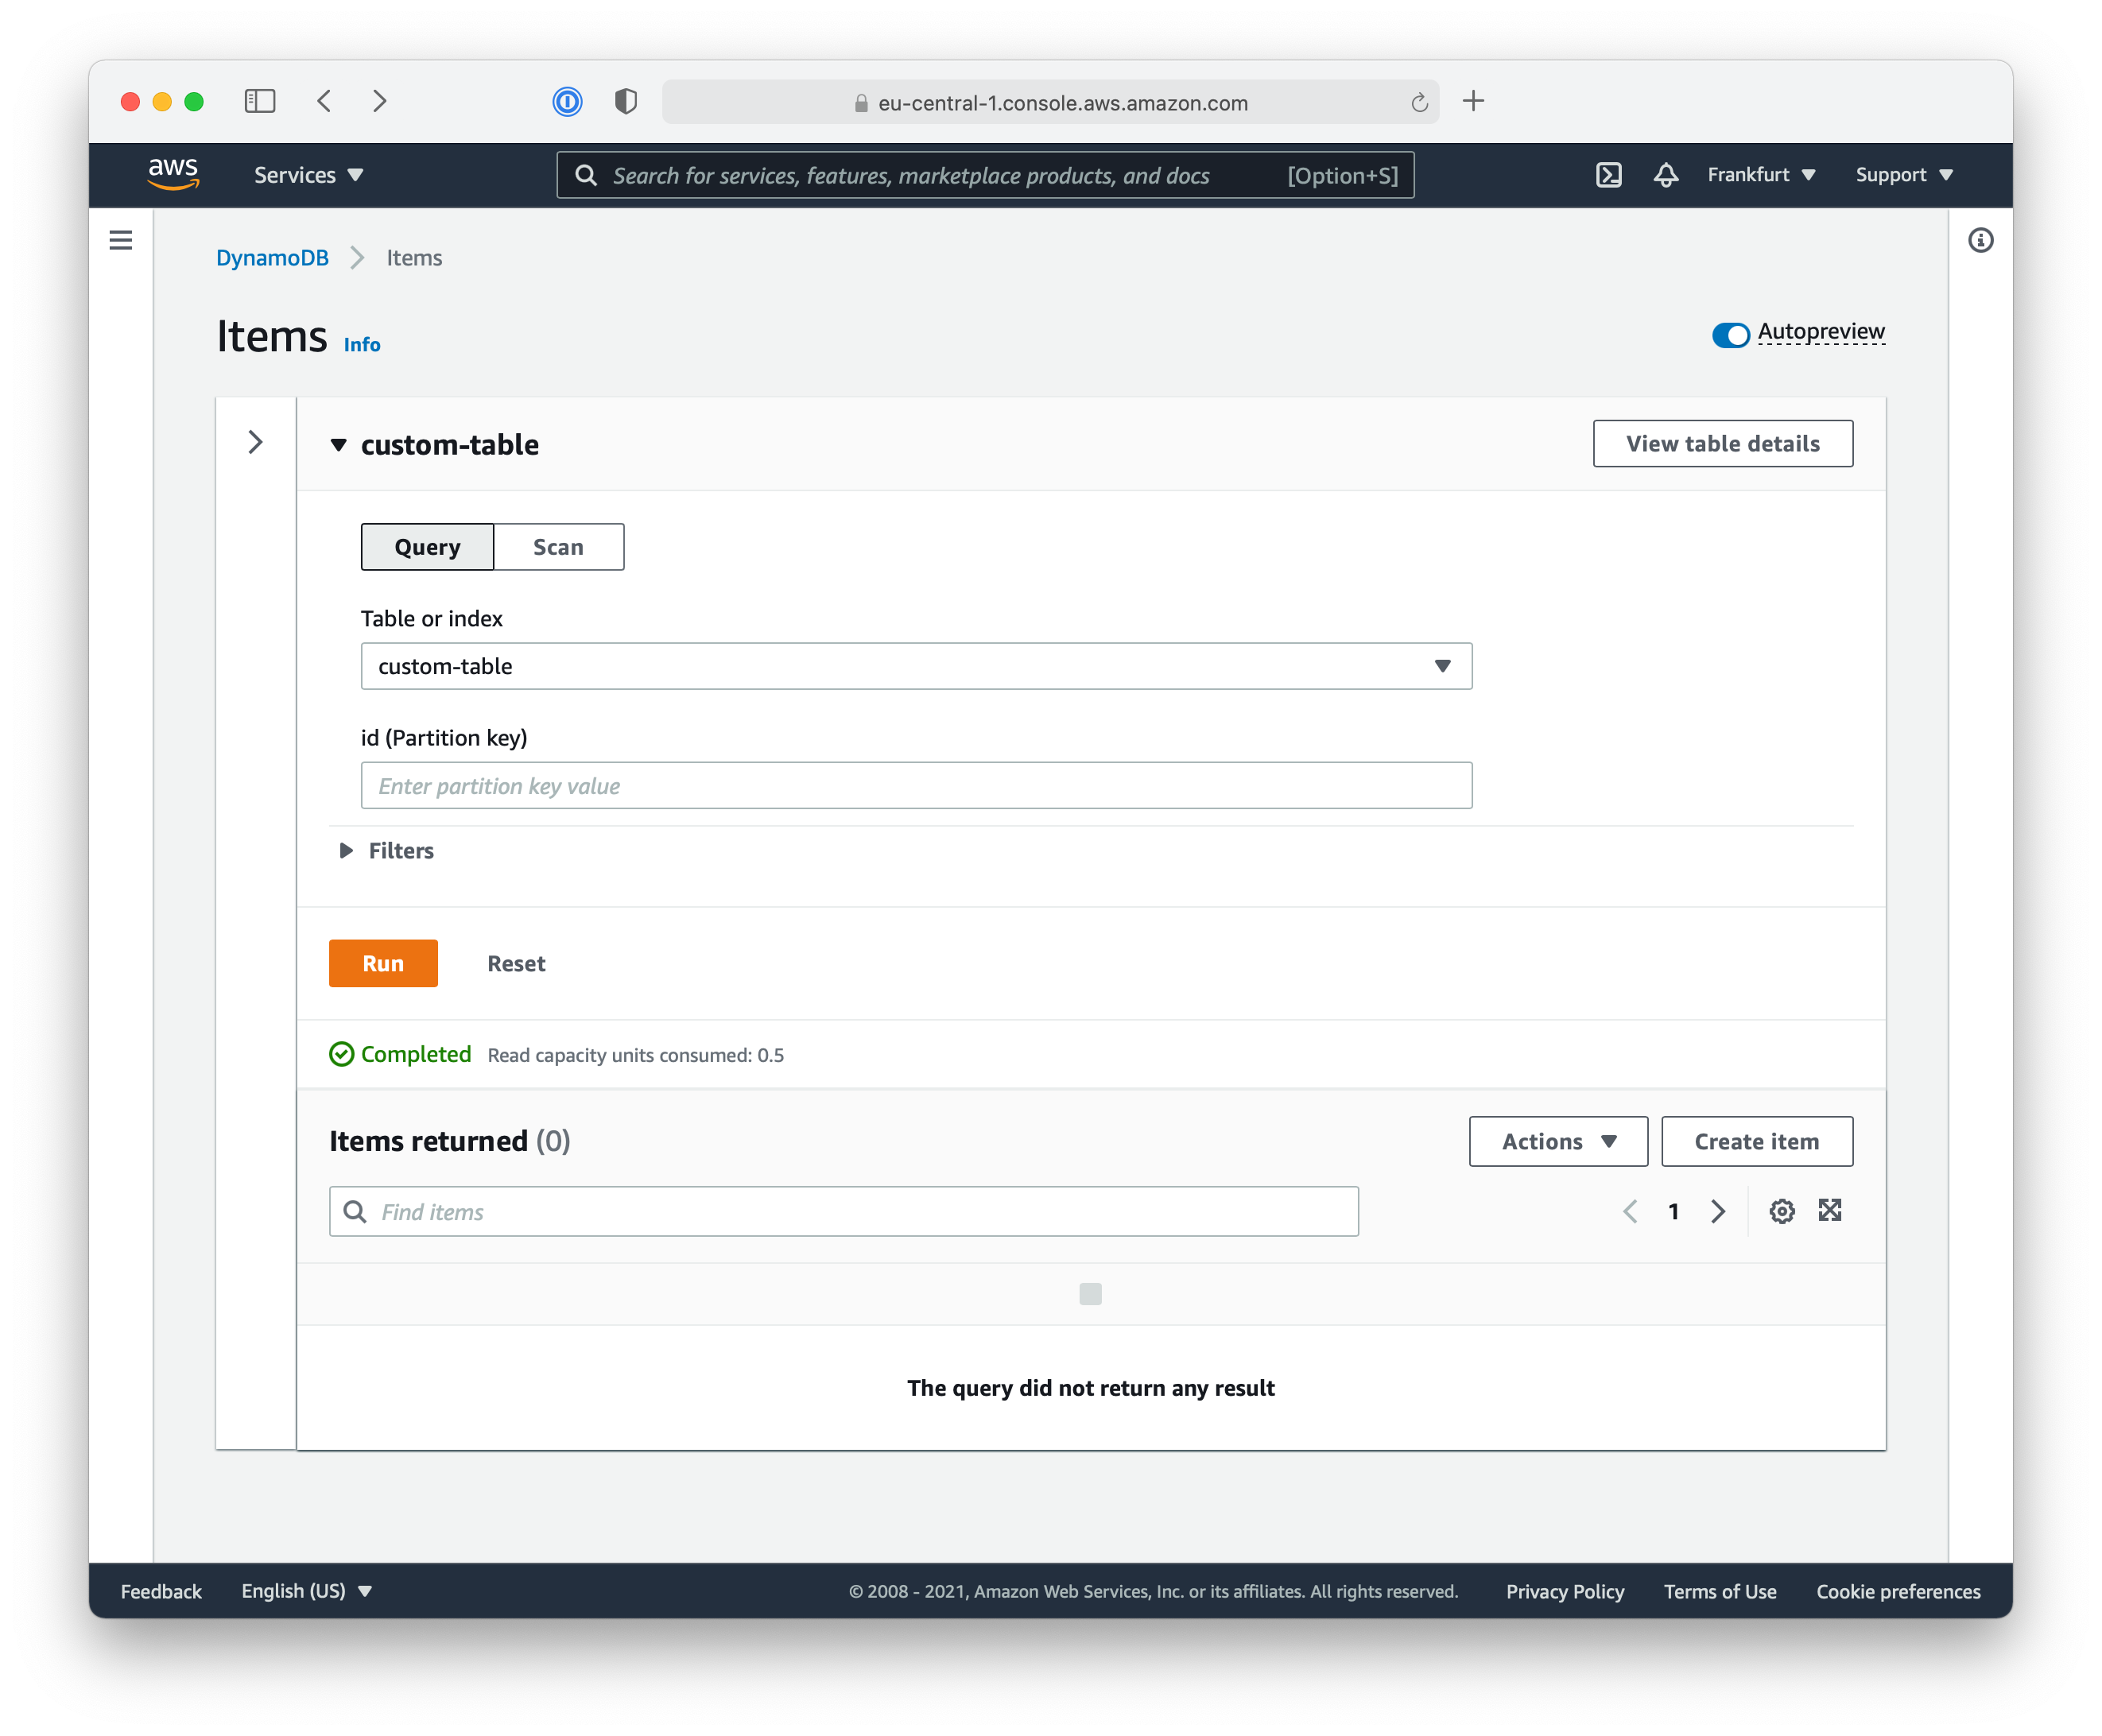 eu-central-1.console.aws.amazon.com
aws Services Search for services, features, marketplace products, and docs [Option+S] Frankfurt Support
DynamoDB Items
Items Info Autopreview
custom-table View table details
Query Scan
Table or index
custom-table
id (Partition key)
Enter partition key value
Filters
Run Reset
Completed Read capacity units consumed: 0.5
Items returned (0) Actions Create item
Find items 1
The query did not return any result
Feedback English (US) © 2008 - 2021, Amazon Web Services, Inc. or its affiliates. All rights reserved. Privacy Policy Terms of Use Cookie preferences